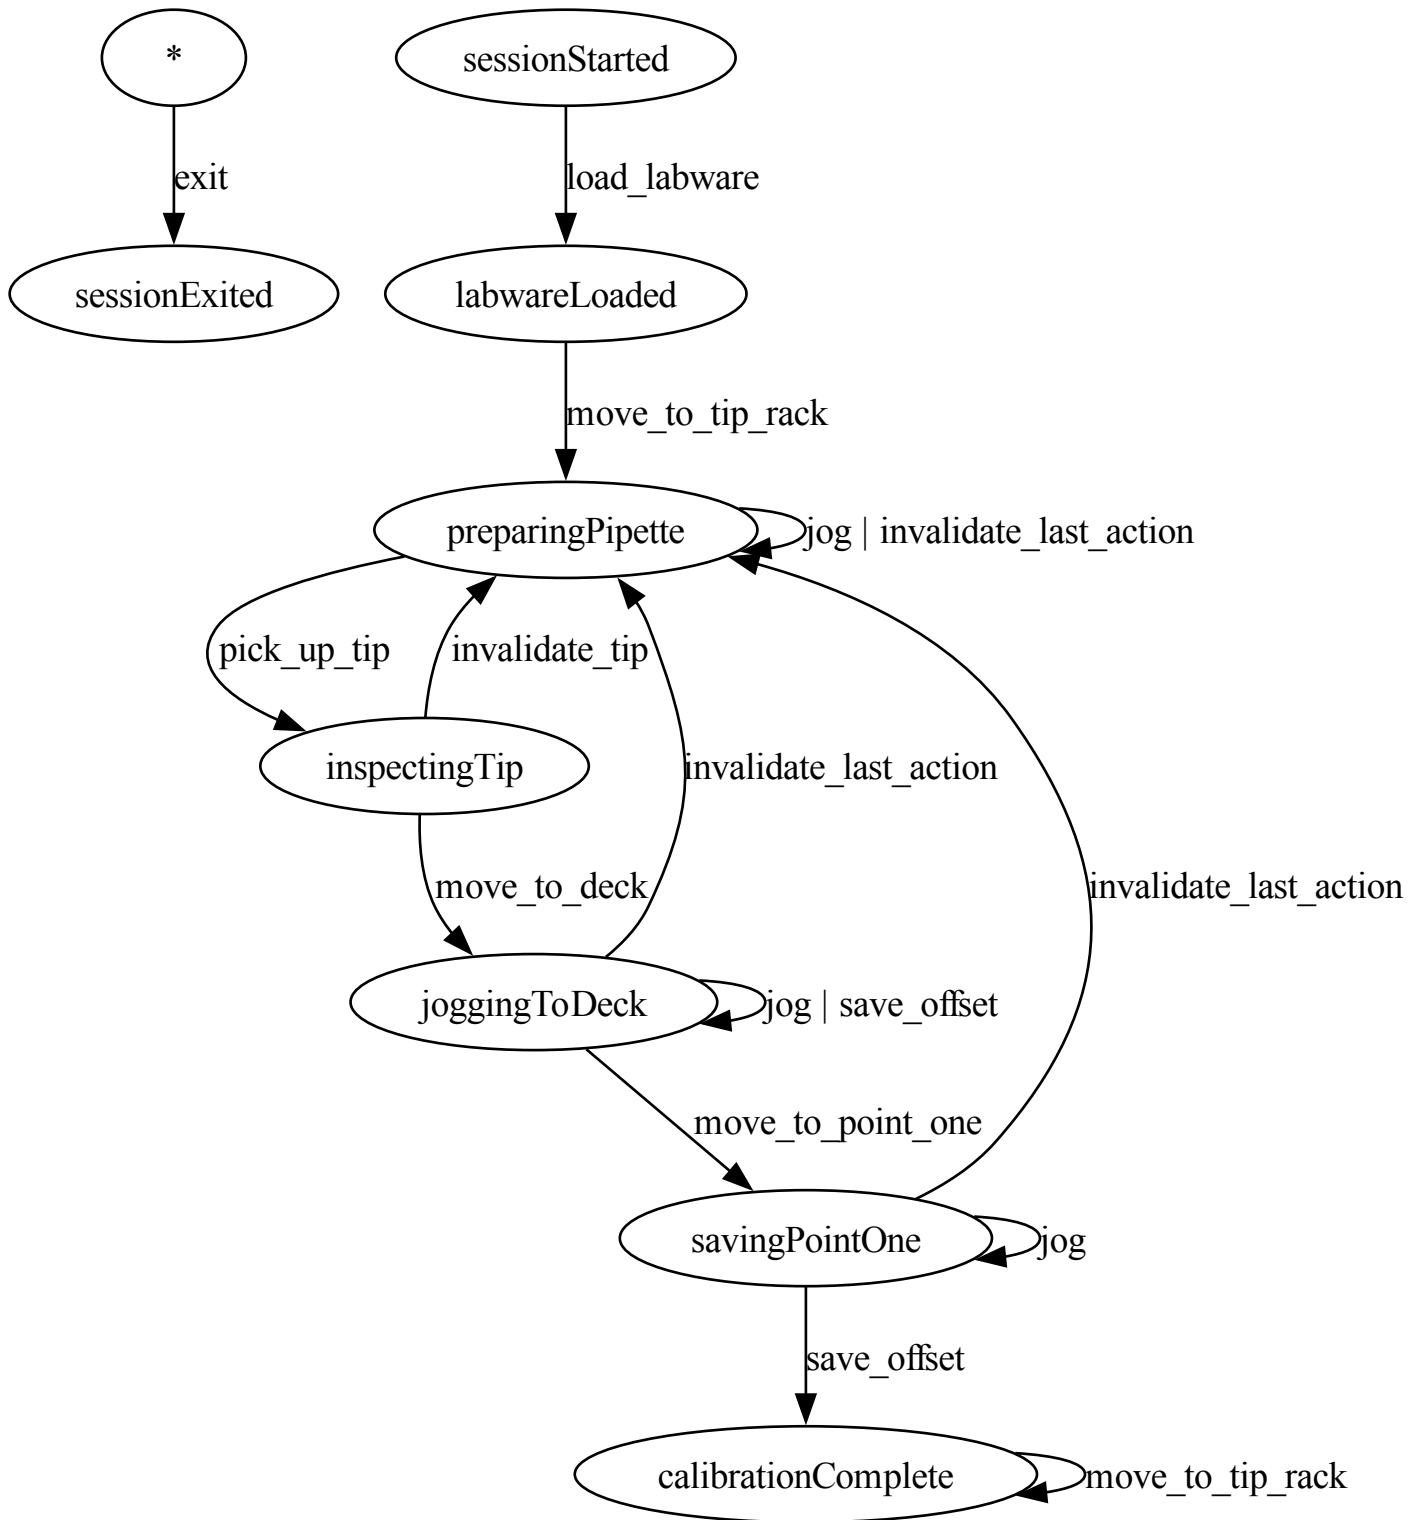 *
sessionStarted
exit
load_labware
sessionExited
labwareLoaded
move_to_tip_rack
preparingPipette
jog | invalidate_last_action
pick_up_tip
invalidate_tip
inspectingTip
invalidate_last_action
move_to_deck
invalidate_last_action
joggingToDeck
jog | save_offset
move_to_point_one
savingPointOne
jog
save_offset
calibrationComplete
move_to_tip_rack